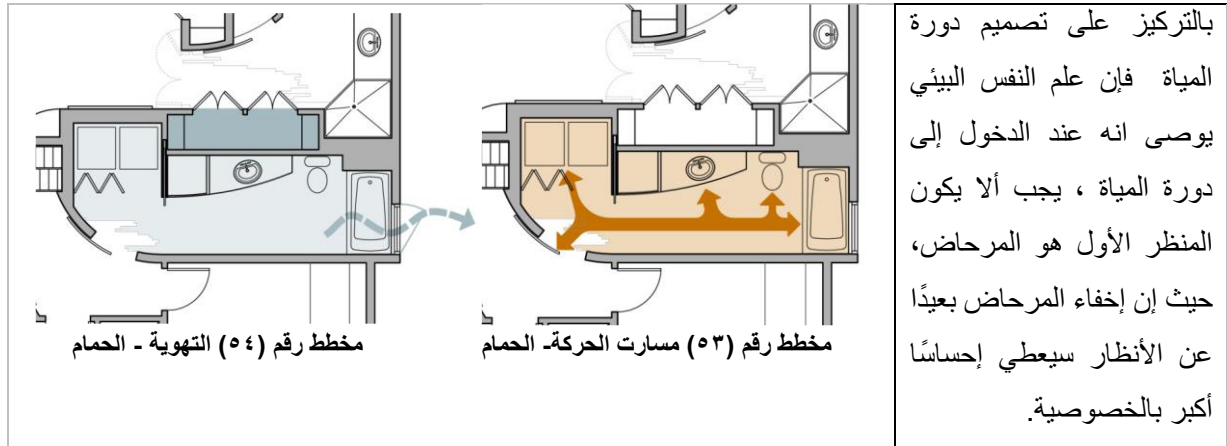 بالتركيز على تصميم دورة
المياة فإن علم النفس البيئي
يوصى انه عند الدخول إلى
دورة المياة ، يجب ألا يكون
المنظر الأول هو المرحاض،
حيث إن إخفاء المرحاض بعيدًا
عن الأنظار سيعطي إحساسًا
أكبر بالخصوصية.
مخطط رقم (٥٣) مسارت الحركة- الحمام
مخطط رقم (٥٤) التهوية - الحمام